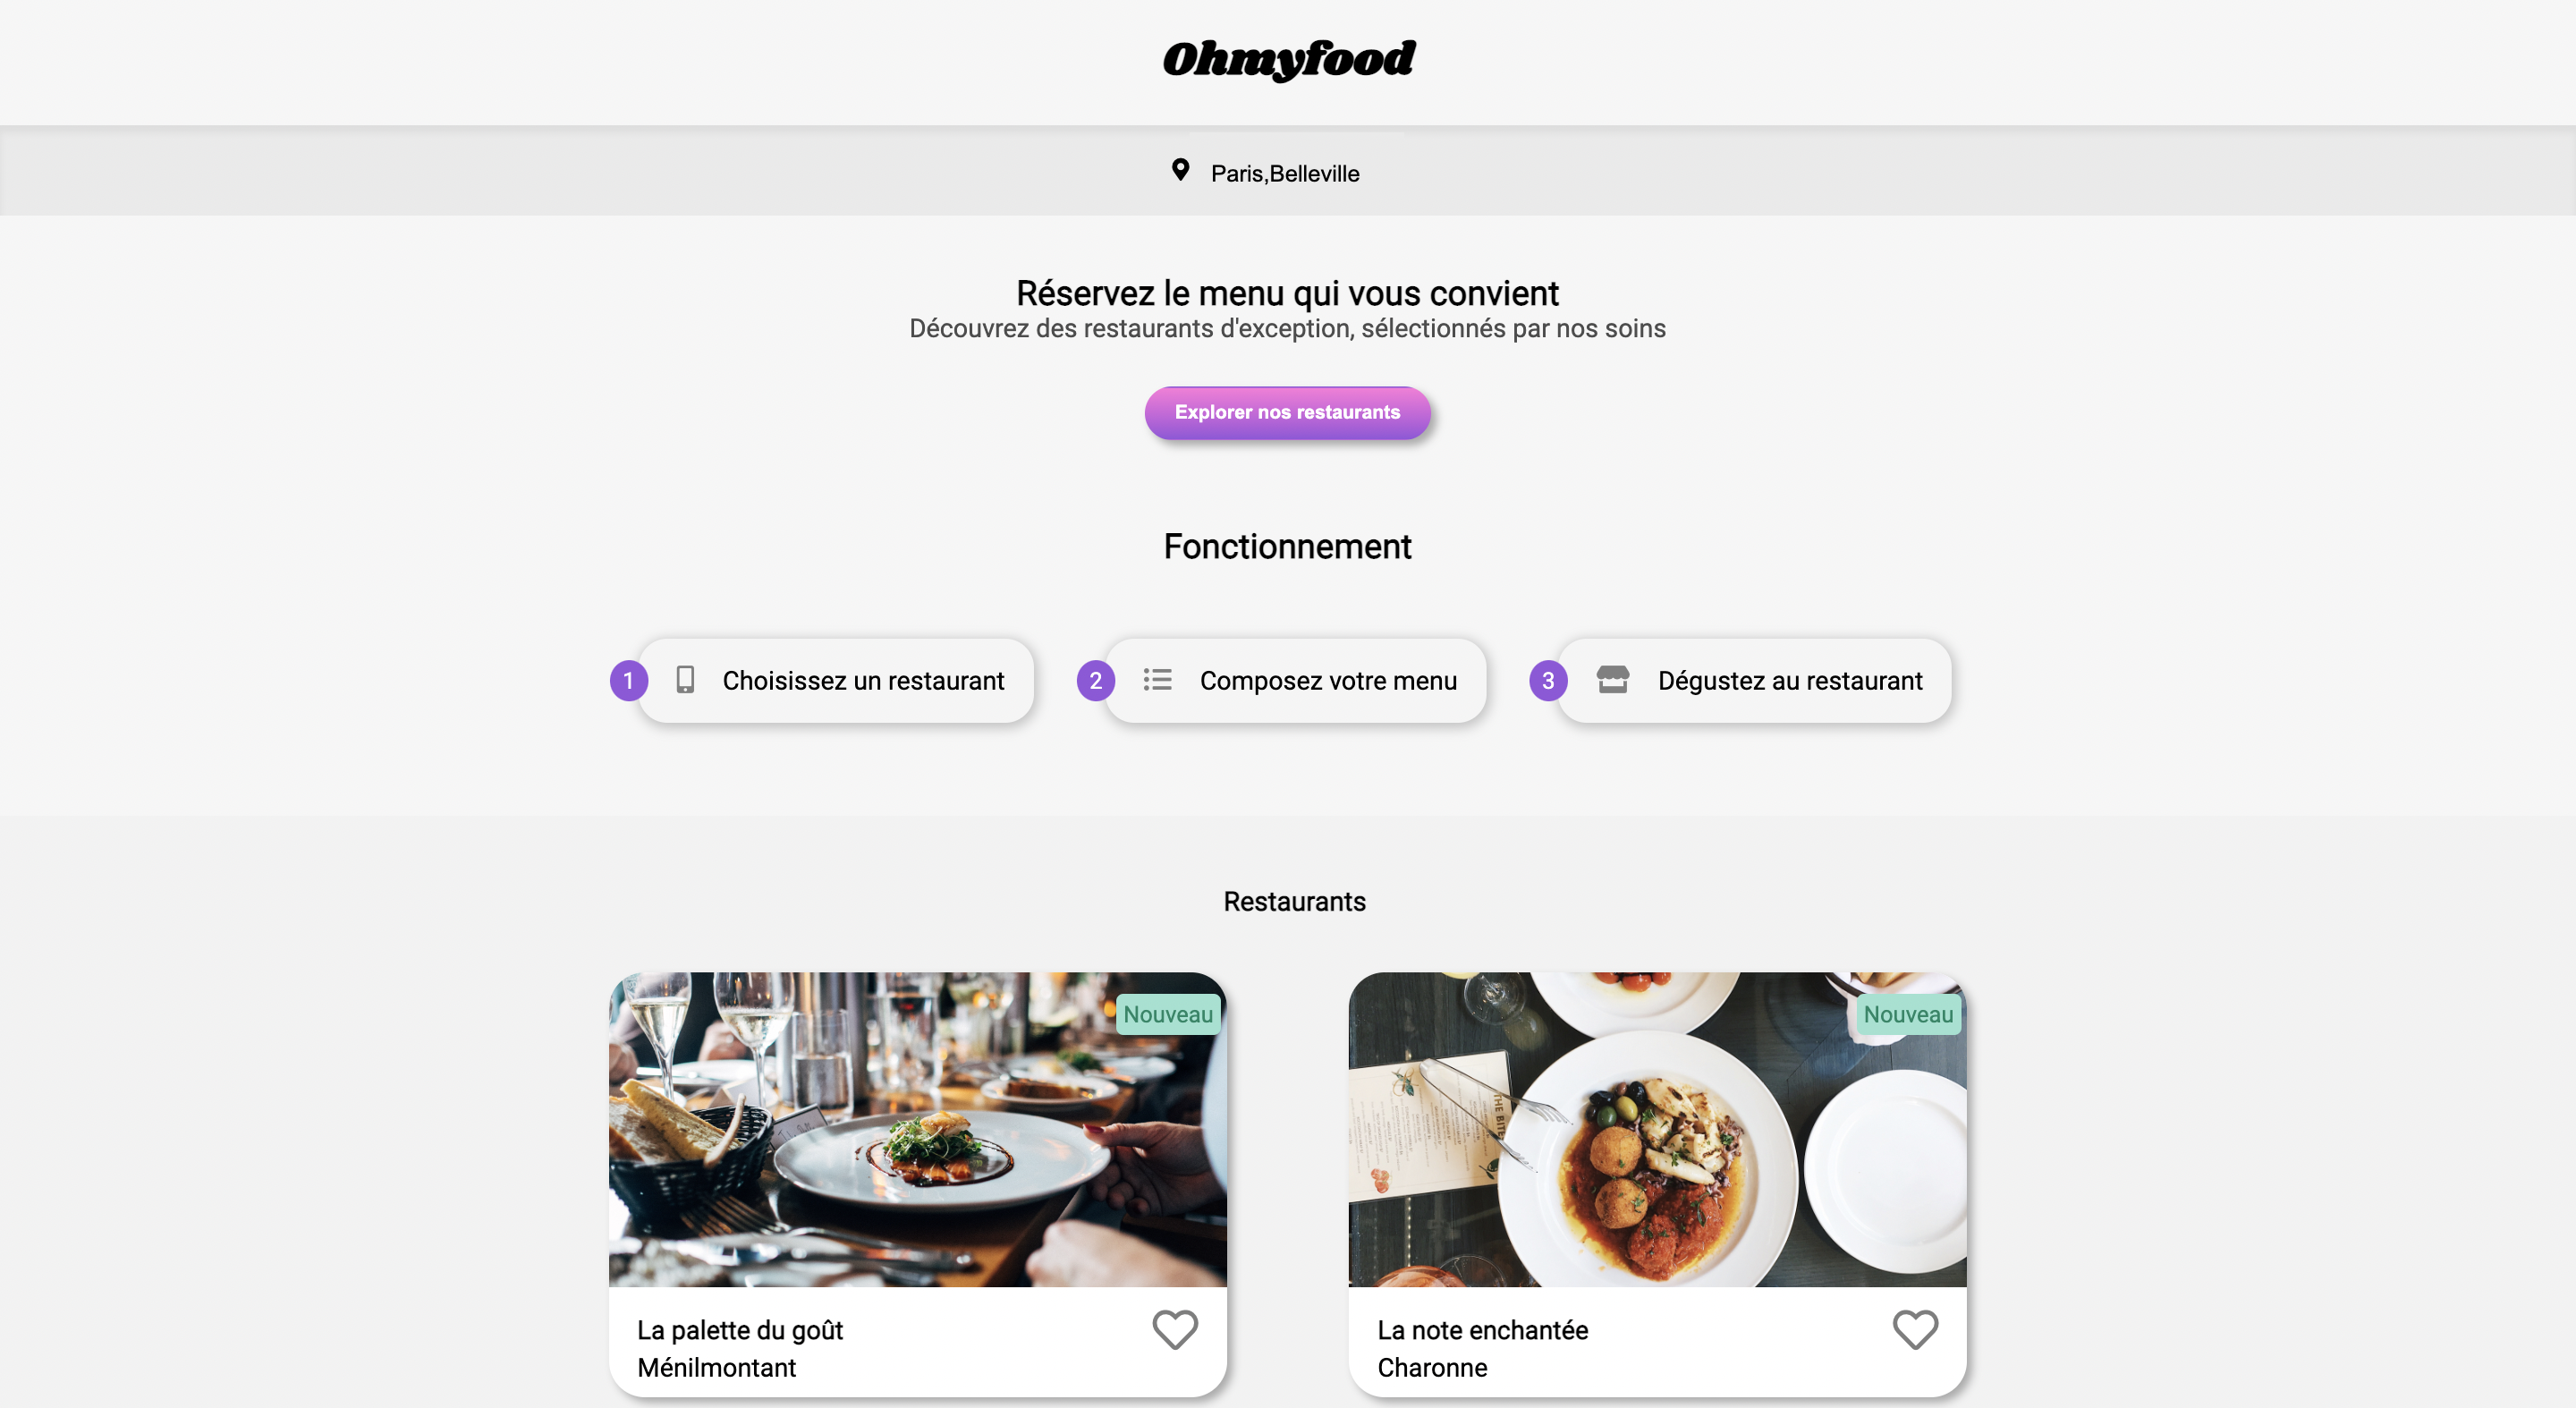 Ohmyfood
Paris,Belleville
Réservez le menu qui vous convient
Découvrez des restaurants d'exception, sélectionnés par nos soins
Explorer nos restaurants
Fonctionnement
1 Choisissez un restaurant
2 Composez votre menu
3 Dégustez au restaurant
Restaurants
Nouveau
Nouveau
THE BITE
La palette du goût
Ménilmontant
La note enchantée
Charonne